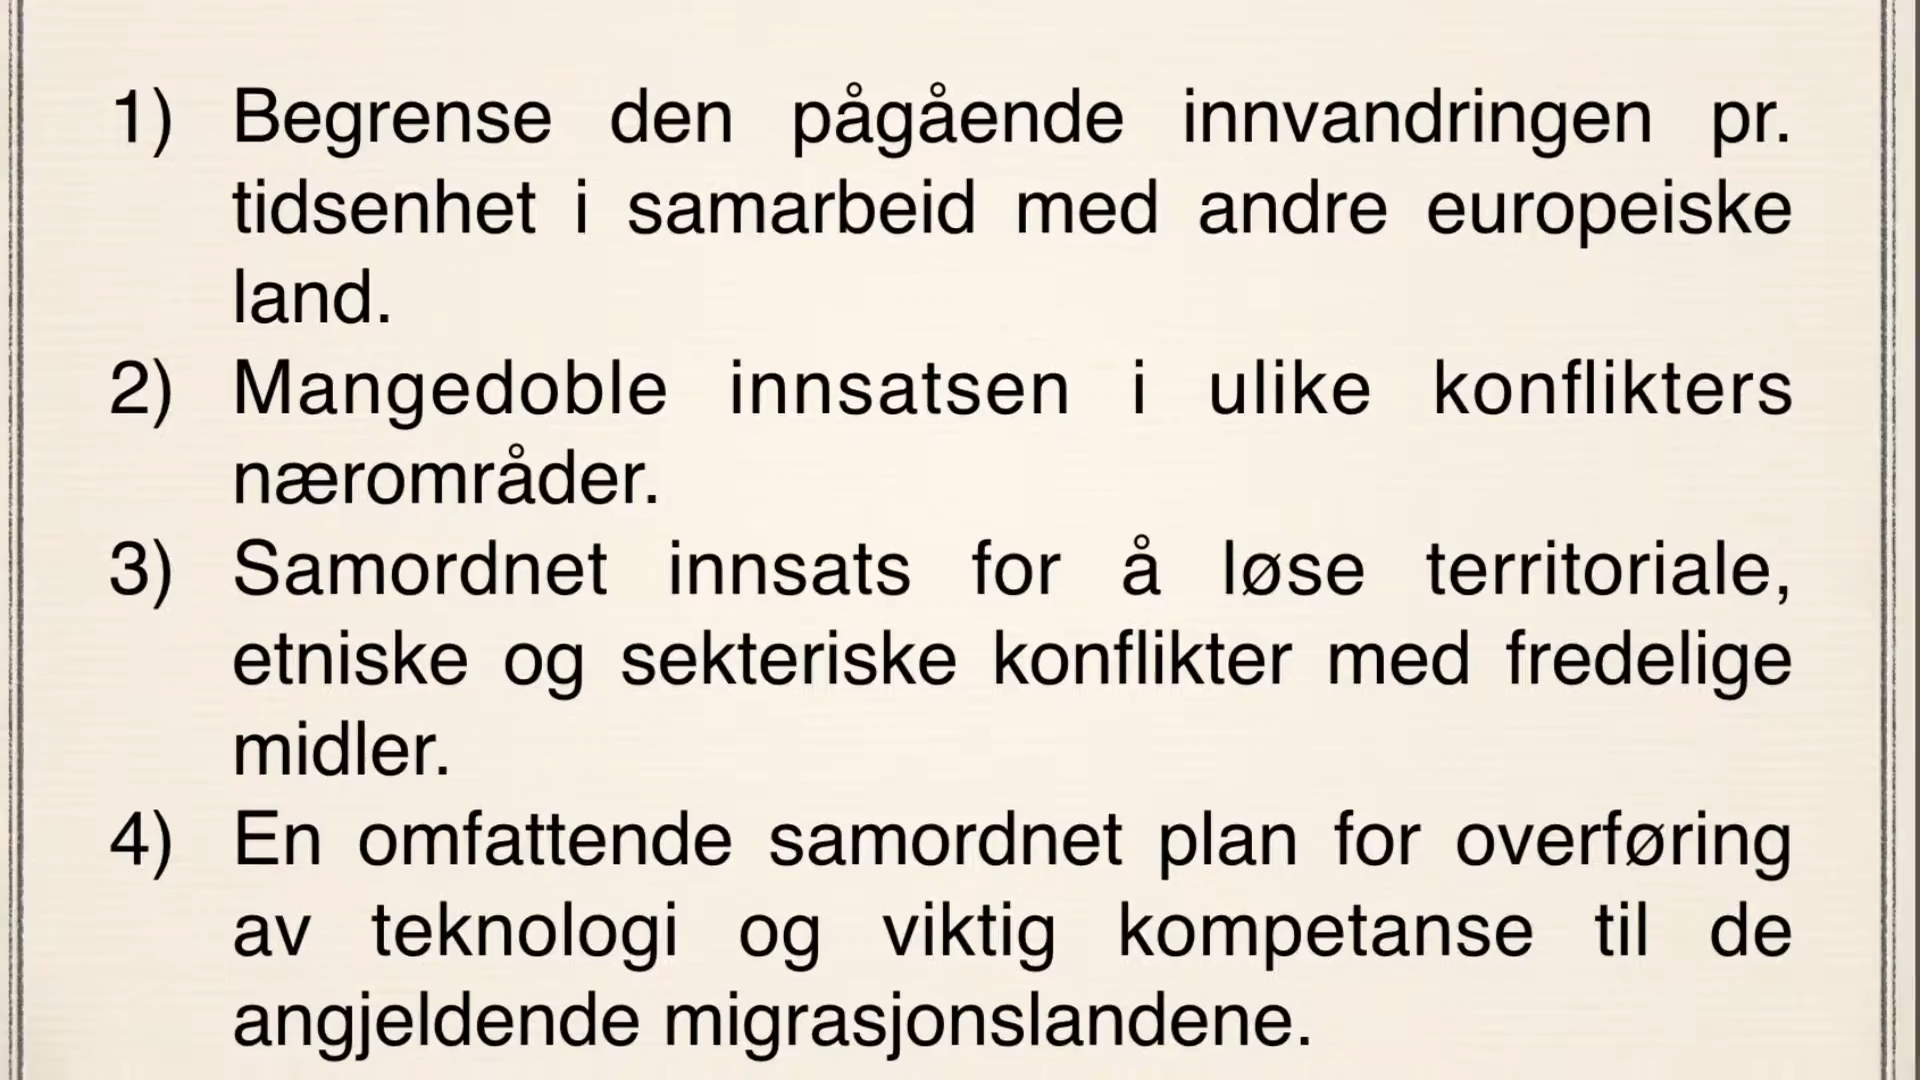 1) Begrense den pågående innvandringen pr.
tidsenhet i samarbeid med andre europeiske
land.
2) Mangedoble innsatsen i ulike konflikters
nærområder.
3) Samordnet innsats for å løse territoriale,
etniske og sekteriske konflikter med fredelige
midler.
4) En omfattende samordnet plan for overføring
av teknologi og viktig kompetanse til de
angjeldende migrasjonslandene.